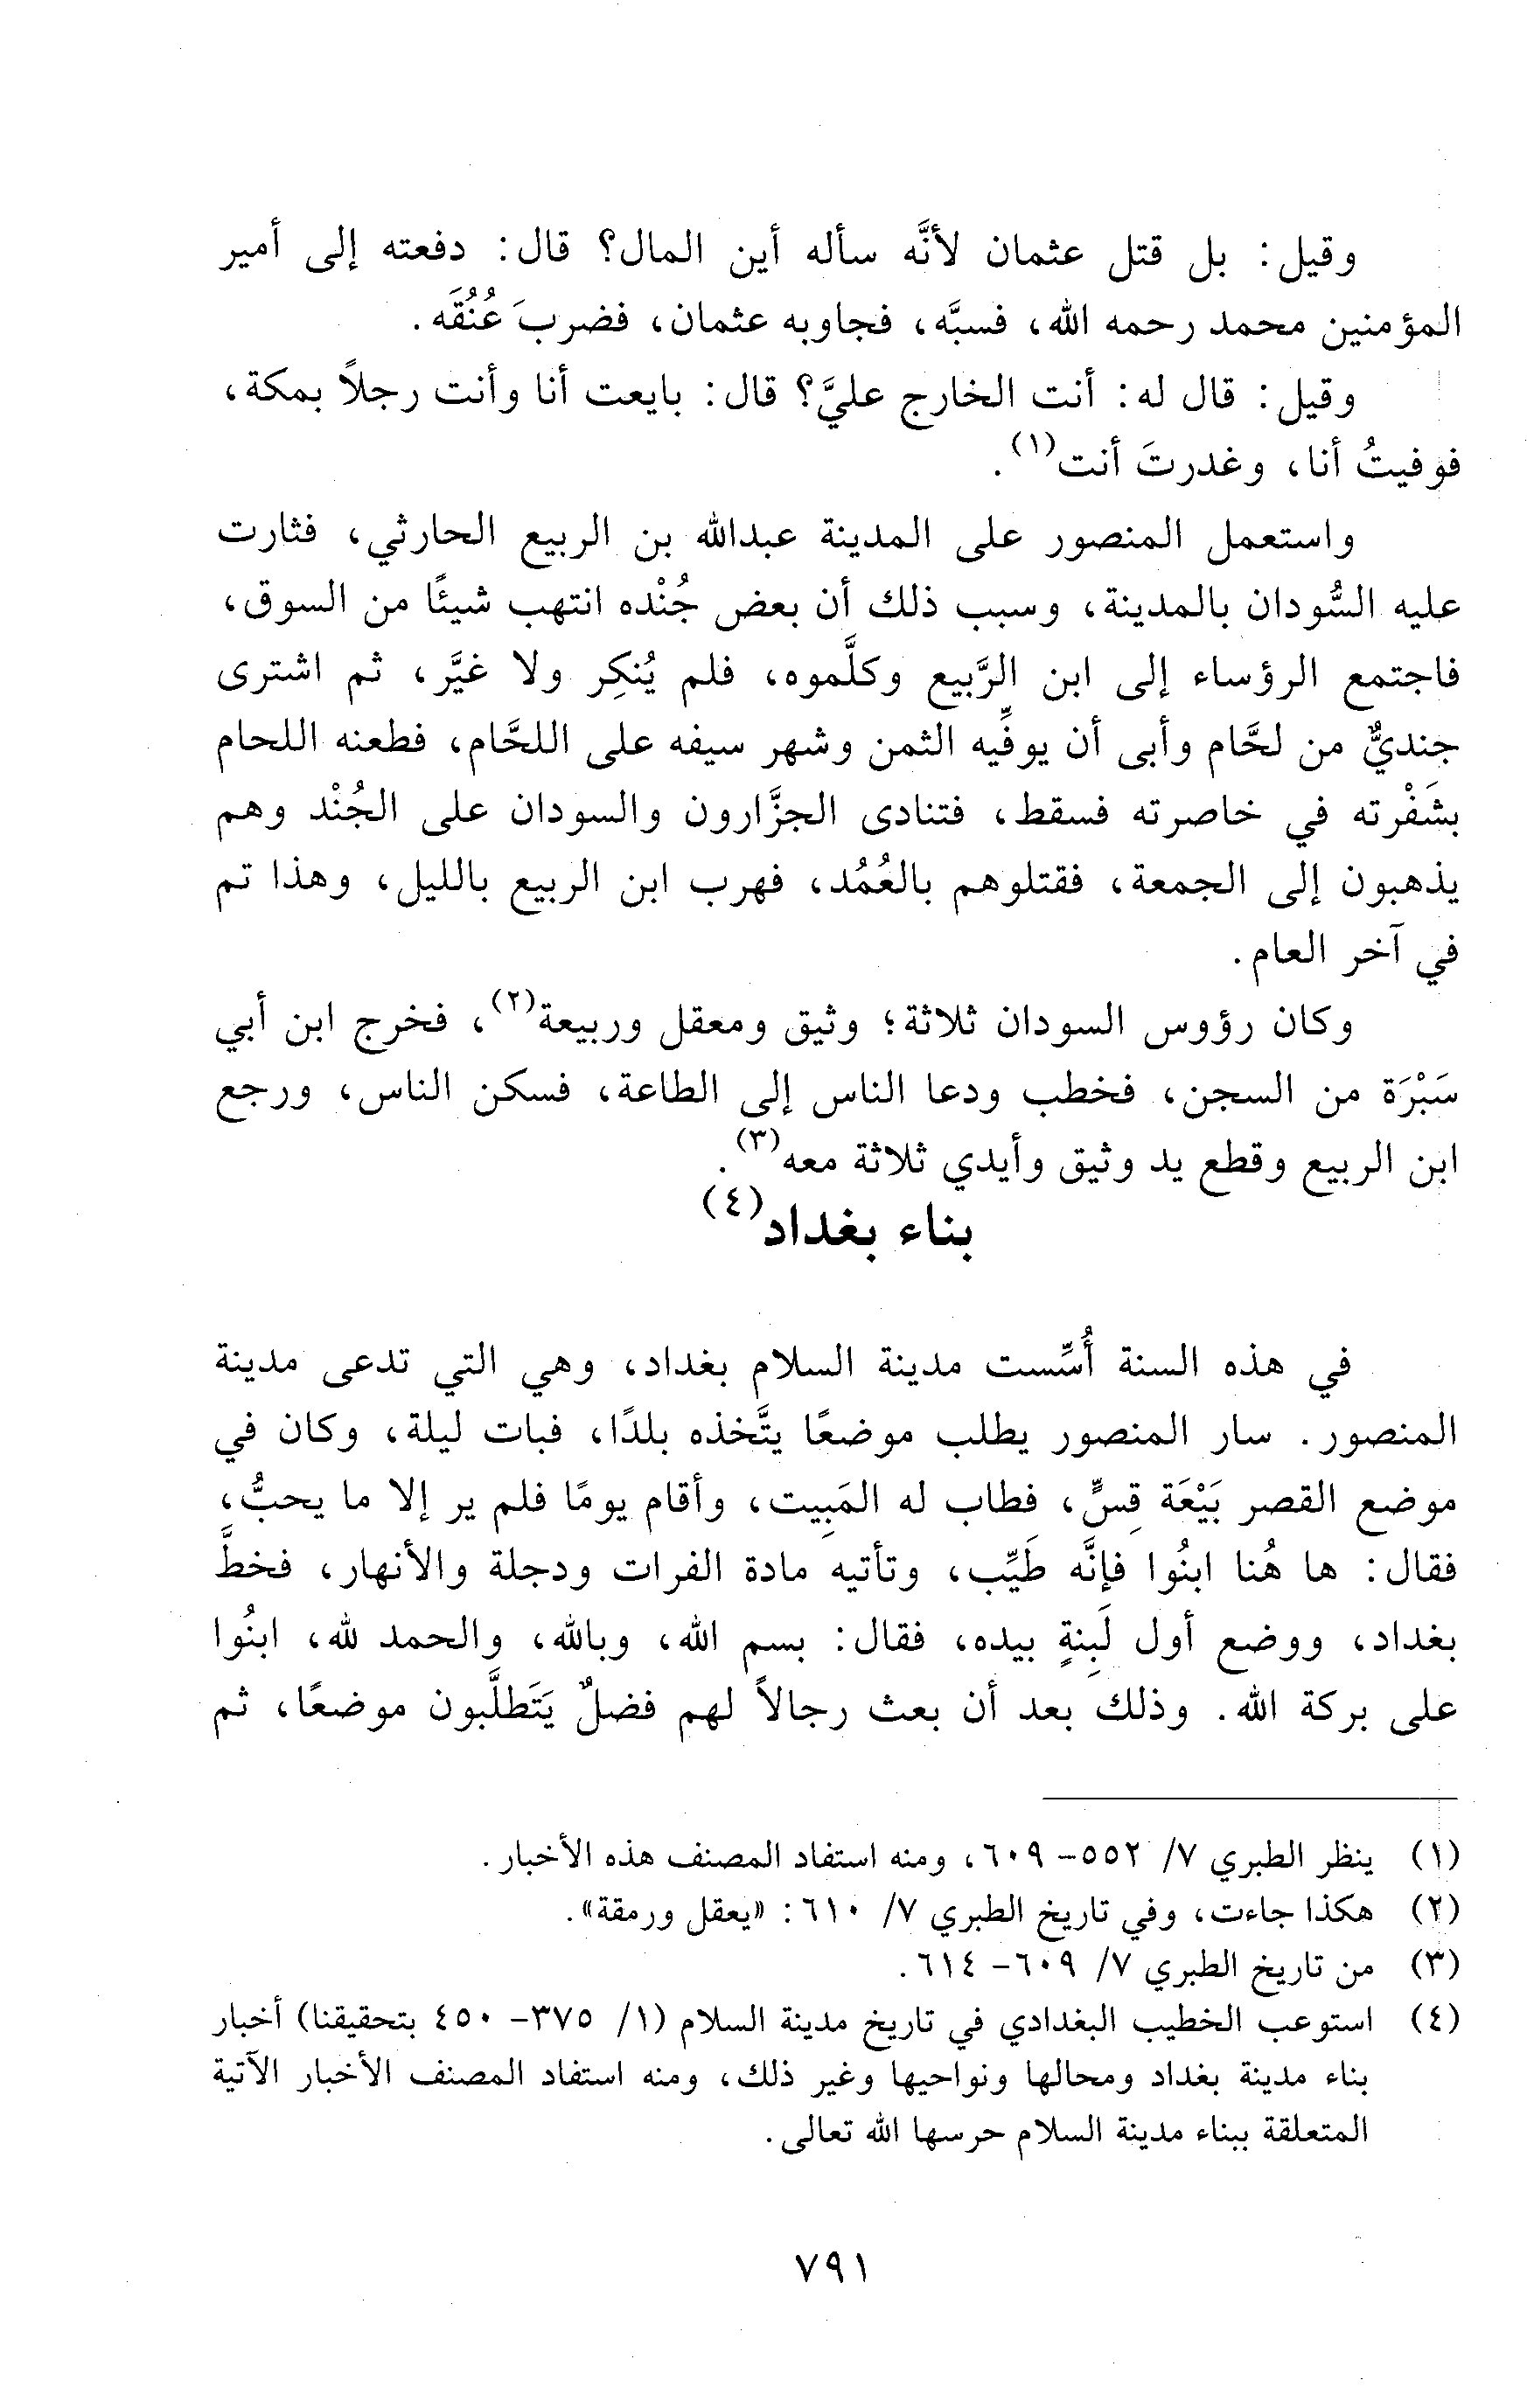 وقيل: بل قتل عثمان لأنَّه سأله أين المال؟ قال: دفعته إلى أمير
المؤمنين محمد رحمه الله، فسبَّه، فجاوبه عثمان، فضربَ عُنُقَه.
وقيل: قال له: أنت الخارج عليَّ؟ قال: بايعت أنا وأنت رجلاً بمكة،
فوفيتُ أنا، وغدرتَ أنت(١).
واستعمل المنصور على المدينة عبدالله بن الربيع الحارثي، فثارت
عليه السُّودان بالمدينة، وسبب ذلك أن بعض جُنْده انتهب شيئًا من السوق،
فاجتمع الرؤساء إلى ابن الرَّبيع وكلَّموه، فلم يُنكِر ولا غيَّر، ثم اشترى
جنديٌّ من لحَّام وأبى أن يوفِّيه الثمن وشهر سيفه على اللحَّام، فطعنه اللحام
بشَفْرته في خاصرته فسقط، فتنادى الجزَّارون والسودان على الجُنْد وهم
يذهبون إلى الجمعة، فقتلوهم بالعُمُد، فهرب ابن الربيع بالليل، وهذا تم
في آخر العام.
وكان رؤوس السودان ثلاثة؛ وثيق ومعقل وربيعة(٢)، فخرج ابن أبي
سَبْرَة من السجن، فخطب ودعا الناس إلى الطاعة، فسكن الناس، ورجع
ابن الربيع وقطع يد وثيق وأيدي ثلاثة معه(٣).
بناء بغداد(٤)
في هذه السنة أُسِّست مدينة السلام بغداد، وهي التي تدعى مدينة
المنصور. سار المنصور يطلب موضعًا يتَّخذه بلدًا، فبات ليلة، وكان في
موضع القصر بَيْعَة قِسٍّ، فطاب له المَبِيت، وأقام يومًا فلم ير إلا ما يحبُّ،
فقال: ها هُنا ابنُوا فإنَّه طَيِّب، وتأتيه مادة الفرات ودجلة والأنهار، فخطَّ
بغداد، ووضع أول لَبِنةٍ بيده، فقال: بسم الله، وبالله، والحمد لله، ابنُوا
على بركة الله. وذلك بعد أن بعث رجالاً لهم فضلٌ يَتَطلَّبون موضعًا، ثم
(١) ينظر الطبري ٧/ ٥٥٢- ٦٠٩، ومنه استفاد المصنف هذه الأخبار.
(٢) هكذا جاءت، وفي تاريخ الطبري ٧/ ٦١٠: «يعقل ورمقة».
(٣) من تاريخ الطبري ٧/ ٦٠٩- ٦١٤.
(٤) استوعب الخطيب البغدادي في تاريخ مدينة السلام (١/ ٣٧٥- ٤٥٠ بتحقيقنا) أخبار
بناء مدينة بغداد ومحالها ونواحيها وغير ذلك، ومنه استفاد المصنف الأخبار الآتية
المتعلقة ببناء مدينة السلام حرسها الله تعالى.
٧٩١